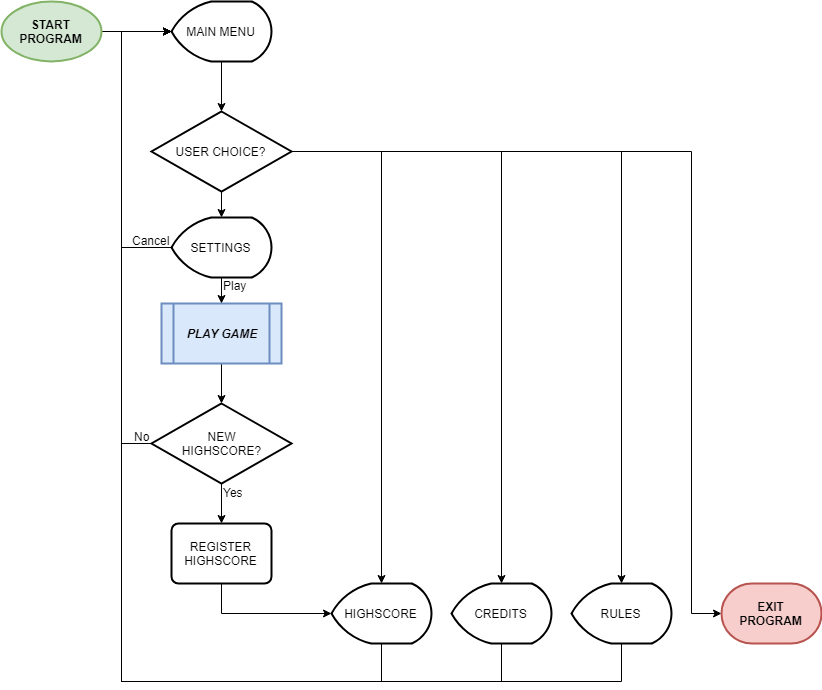 START
PROGRAM
MAIN MENU
USER CHOICE?
Cancel
SETTINGS
Play
PLAY GAME
No
NEW
HIGHSCORE?
Yes
REGISTER
HIGHSCORE
HIGHSCORE
CREDITS
RULES
EXIT
PROGRAM